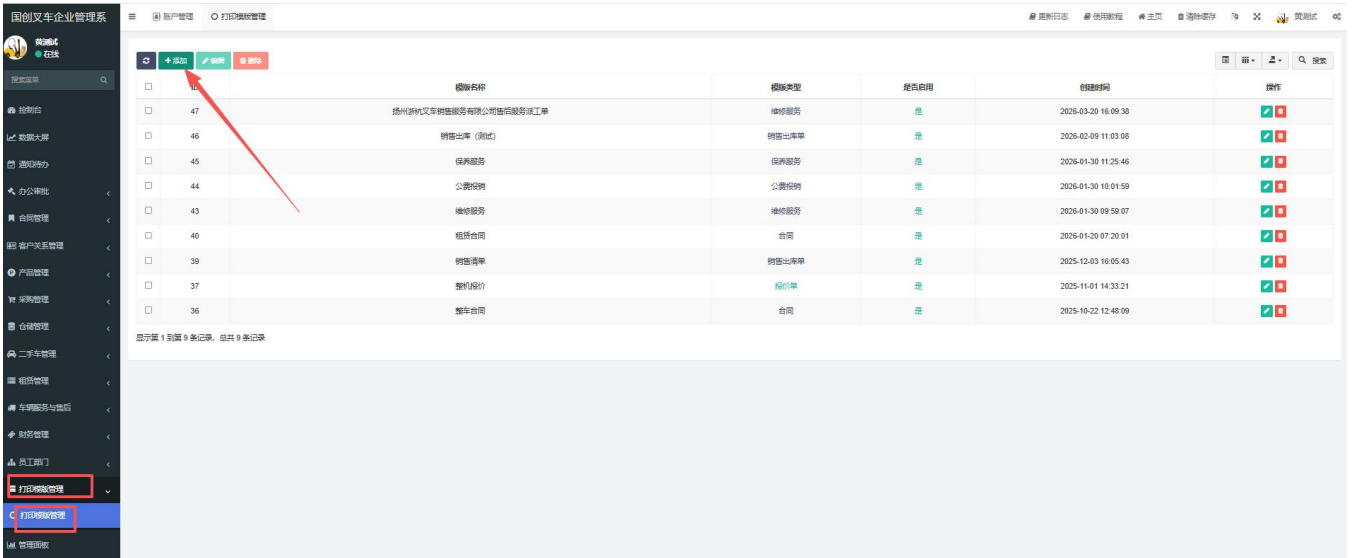 国创叉车企业管理系
账户管理
打印模版管理
更新日志
使用教程
主页
清除缓存
黄测试
黄测试
在线
搜索菜单
控制台
数据大屏
通知待办
办公审批
合同管理
客户关系管理
产品管理
采购管理
仓储管理
二手车管理
租赁管理
车辆服务与售后
财务管理
员工部门
打印模版管理
打印模版管理
管理面板
添加 编辑 删除
搜索
模版名称 模版类型 是否启用 创建时间 操作
47 扬州浙杭叉车销售服务有限公司售后服务派工单 维修服务 是 2026-03-20 16:09:38
46 销售出库（测试） 销售出库单 是 2026-02-09 11:03:08
45 保养服务 保养服务 是 2026-01-30 11:25:46
44 公费报销 公费报销 是 2026-01-30 10:01:59
43 维修服务 维修服务 是 2026-01-30 09:59:07
40 租赁合同 合同 是 2026-01-20 07:20:01
39 销售清单 销售出库单 是 2025-12-03 16:05:43
37 整机报价 报价单 是 2025-11-01 14:33:21
36 整车合同 合同 是 2025-10-22 12:48:09
显示第 1 到第 9 条记录，总共 9 条记录